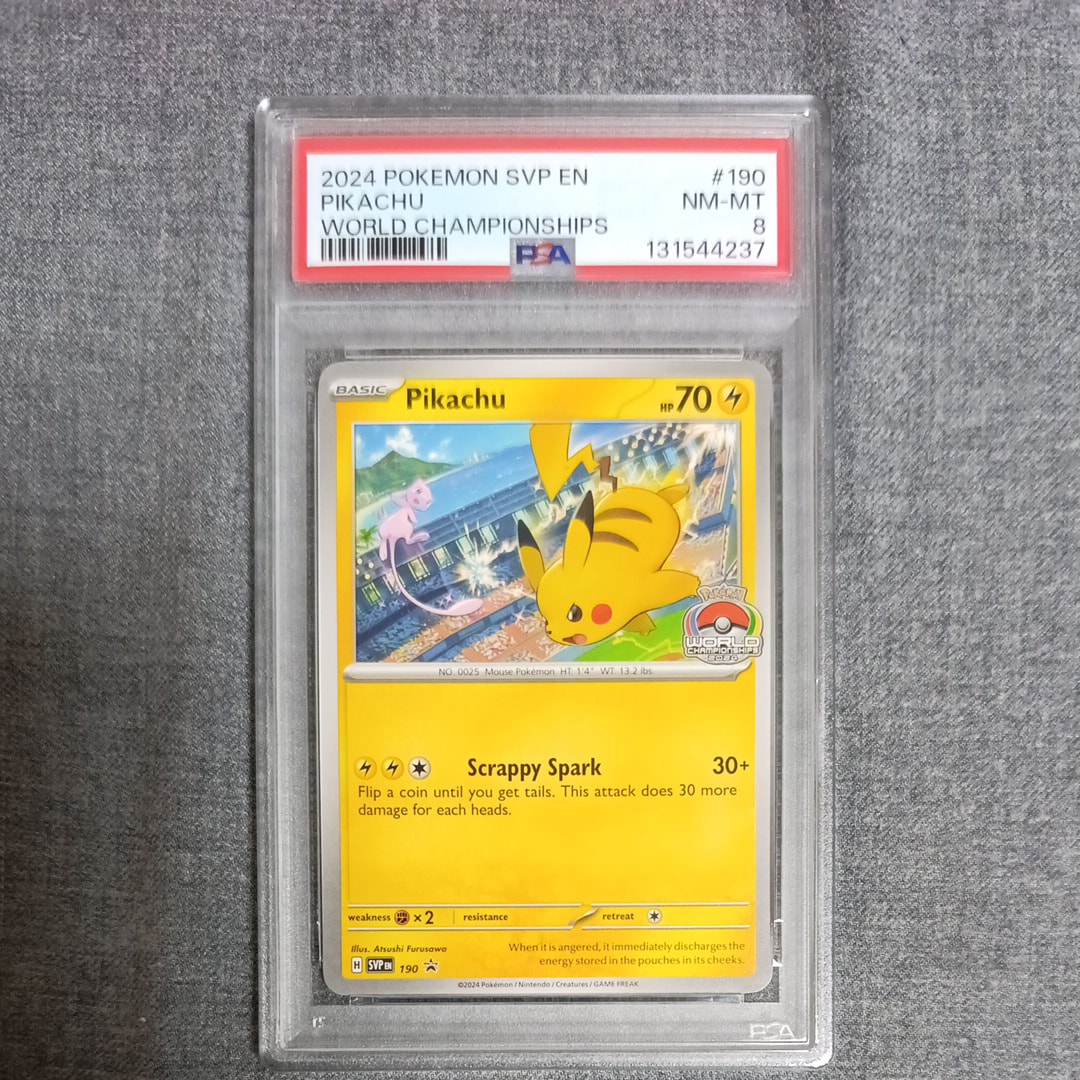 2024 POKEMON SVP EN #190
PIKACHU NM-MT
WORLD CHAMPIONSHIPS 8
PSA 131544237
BASIC Pikachu HP 70
POKÉMON
WORLD
CHAMPIONSHIPS
2024
NO. 0025 Mouse Pokémon HT: 1'4" WT: 13.2 lbs.
Scrappy Spark 30+
Flip a coin until you get tails. This attack does 30 more
damage for each heads.
weakness ×2 resistance retreat
Illus. Atsushi Furusawa
When it is angered, it immediately discharges the
energy stored in the pouches in its cheeks.
H SVP EN 190
©2024 Pokémon / Nintendo / Creatures / GAME FREAK
PSA